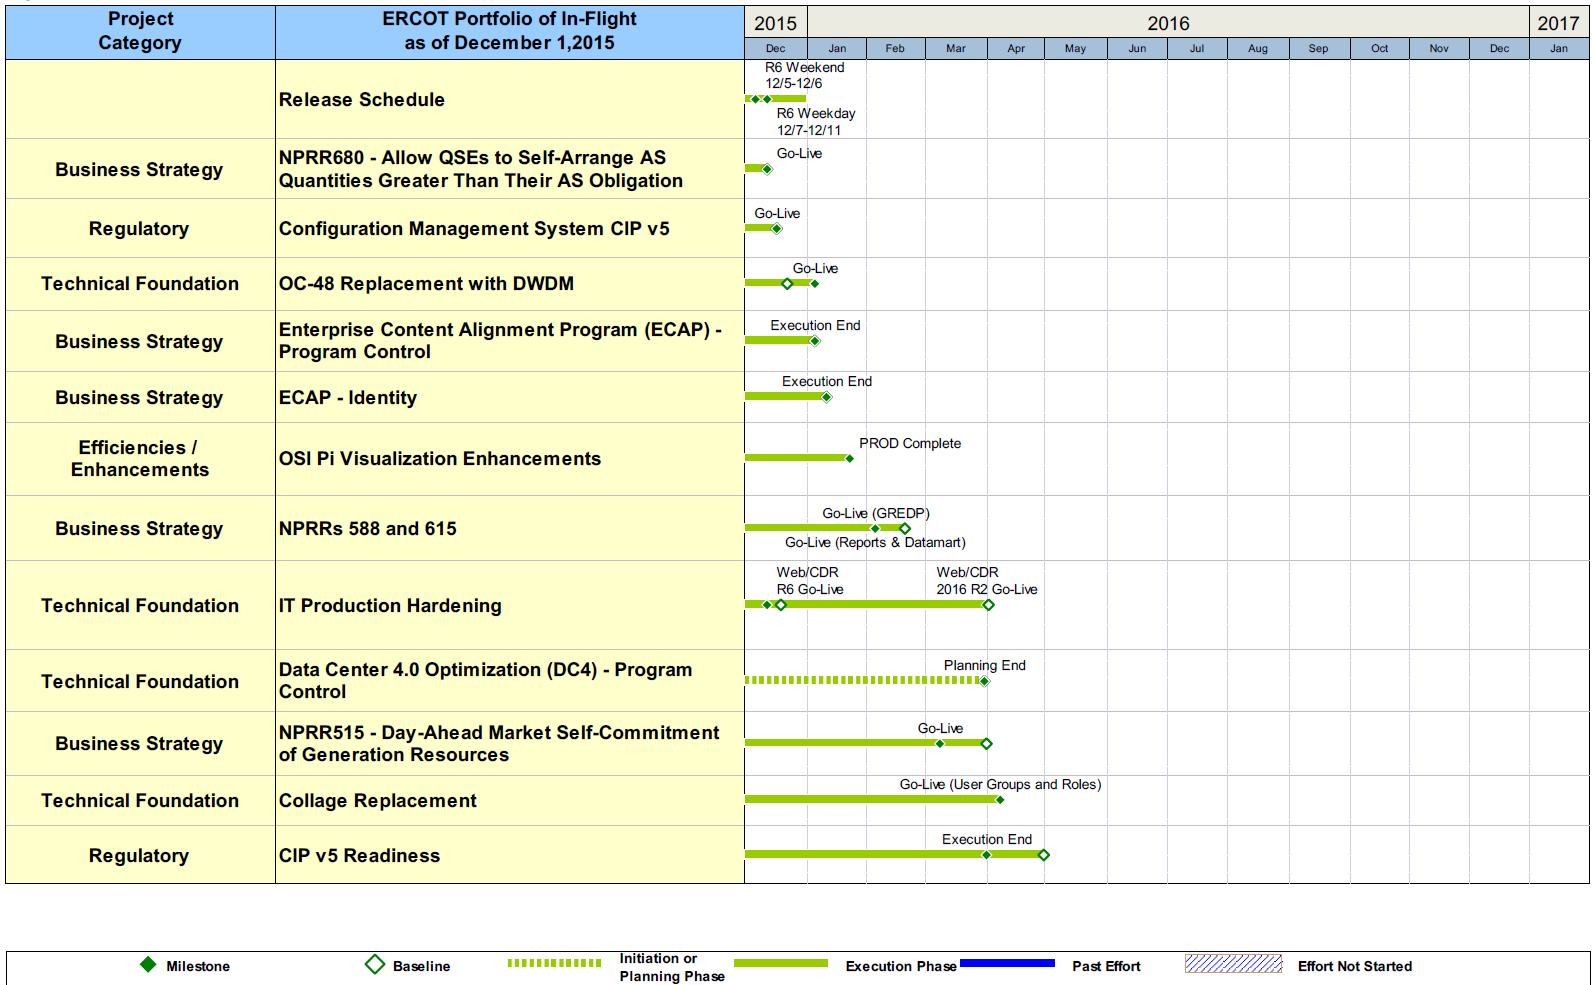 Project
Category
ERCOT Portfolio of In-Flight
as of December 1,2015
2015
2016
2017
Dec
Jan
Feb
Mar
Apr
May
Jun
Jul
Aug
Sep
Oct
Nov
Dec
Jan
Release Schedule
R6 Weekend
12/5-12/6
R6 Weekday
12/7-12/11
Business Strategy
NPRR680 - Allow QSEs to Self-Arrange AS
Quantities Greater Than Their AS Obligation
Go-Live
Regulatory
Configuration Management System CIP v5
Go-Live
Technical Foundation
OC-48 Replacement with DWDM
Go-Live
Business Strategy
Enterprise Content Alignment Program (ECAP) -
Program Control
Execution End
Business Strategy
ECAP - Identity
Execution End
Efficiencies /
Enhancements
OSI Pi Visualization Enhancements
PROD Complete
Business Strategy
NPRRs 588 and 615
Go-Live (GREDP)
Go-Live (Reports & Datamart)
Technical Foundation
IT Production Hardening
Web/CDR
R6 Go-Live
Web/CDR
2016 R2 Go-Live
Technical Foundation
Data Center 4.0 Optimization (DC4) - Program
Control
Planning End
Business Strategy
NPRR515 - Day-Ahead Market Self-Commitment
of Generation Resources
Go-Live
Technical Foundation
Collage Replacement
Go-Live (User Groups and Roles)
Regulatory
CIP v5 Readiness
Execution End
Milestone
Baseline
Initiation or
Planning Phase
Execution Phase
Past Effort
Effort Not Started